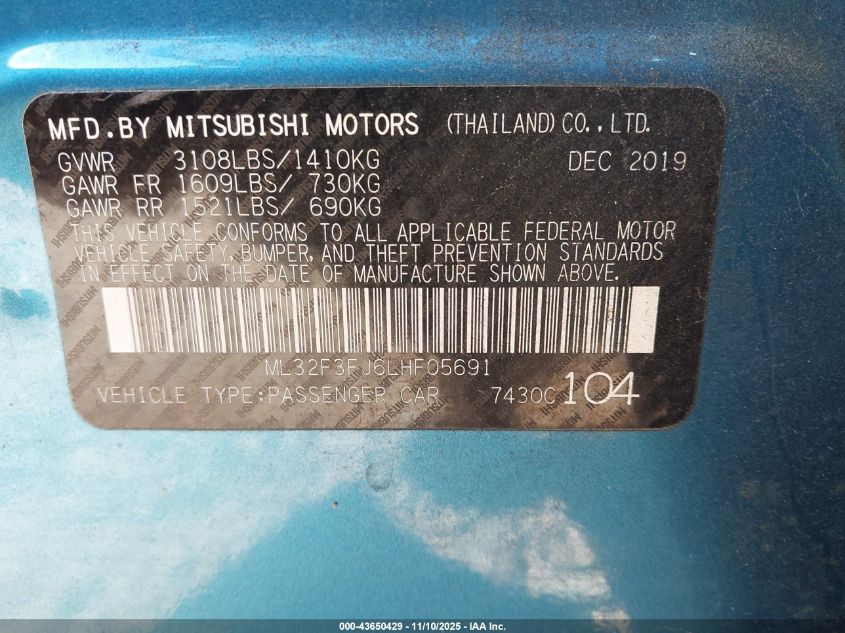 MFD.BY MITSUBISHI MOTORS (THAILAND) CO.,LTD.
GVWR 3108LBS/1410KG DEC 2019
GAWR FR 1609LBS/ 730KG
GAWR RR 1521LBS/ 690KG
THIS VEHICLE CONFORMS TO ALL APPLICABLE FEDERAL MOTOR
VEHICLE SAFETY, BUMPER, AND THEFT PREVENTION STANDARDS
IN EFFECT ON THE DATE OF MANUFACTURE SHOWN ABOVE.
ML32F3FJ6LHF05691
VEHICLE TYPE:PASSENGER CAR 7430C 104
000-43650429 - 11/10/2025 - IAA Inc.